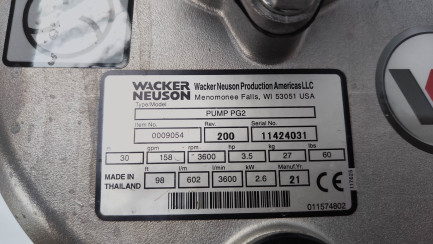 WACKER NEUSON
Wacker Neuson Production Americas LLC
Menomonee Falls, WI 53051 USA
Type/Model
PUMP PG2
Item No. Rev. Serial No.
0009054 200 11424031
m gpm rpm hp kg lbs
30 158 3600 3.5 27 60
ft l/m l/min kW Manuf.Yr.
MADE IN THAILAND 98 602 3600 2.6 21 CE
011574802